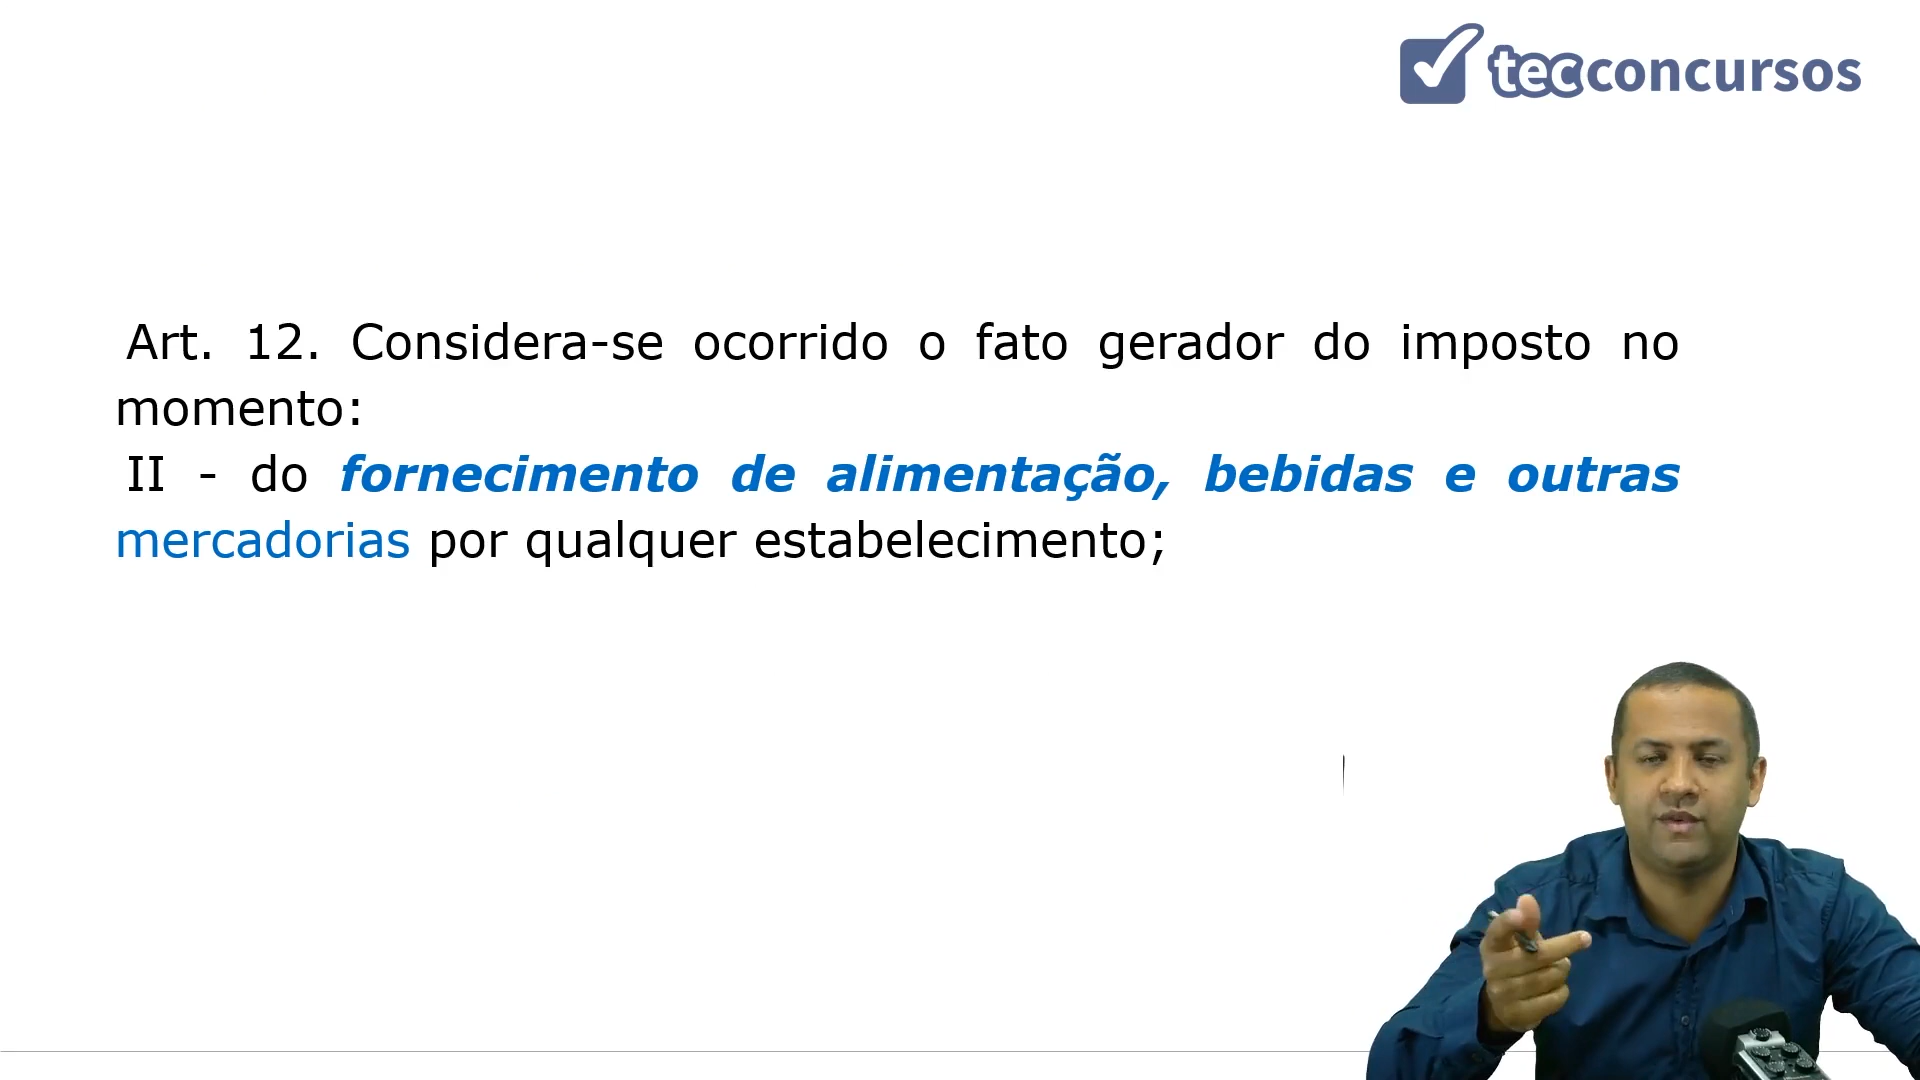 tecconcursos
Art. 12. Considera-se ocorrido o fato gerador do imposto no
momento:
II - do fornecimento de alimentação, bebidas e outras
mercadorias por qualquer estabelecimento;